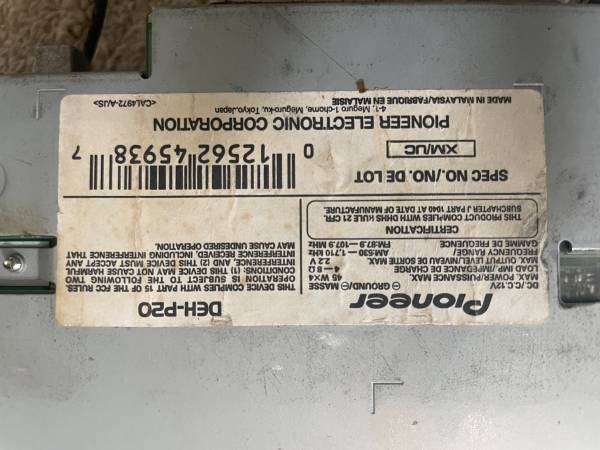 Pioneer
DEH-P20
DC./C.C.12V
GROUND/ MASSE
MAX. POWER/PUISSANCE MAX. 45 W×4
LOAD IMP./IMP. DE CHARGE 4–8 Ω
MAX. OUTPUT LEVEL/NIVEAU DE SORTIE MAX. 2.2 V
FREQUENCY RANGE/ AM:530–1,710 kHz
GAMME DE FREQUENCE FM:87.9–107.9 MHz
THIS DEVICE COMPLIES WITH PART 15 OF THE FCC RULES.
OPERATION IS SUBJECT TO THE FOLLOWING TWO
CONDITIONS: (1) THIS DEVICE MAY NOT CAUSE HARMFUL
INTERFERENCE, AND (2) THIS DEVICE MUST ACCEPT ANY
INTERFERENCE RECEIVED, INCLUDING INTERFERENCE THAT
MAY CAUSE UNDESIRED OPERATION.
CERTIFICATION
THIS PRODUCT COMPLIES WITH DHHS RULE 21 CFR,
SUBCHAPTER J PART 1040 AT DATE OF MANUFACTURE.
SPEC NO./NO. DE LOT
XM/UC
0 12562 45938 7
PIONEER ELECTRONIC CORPORATION
4-1, Meguro 1-chome, Meguro-ku, Tokyo Japan
MADE IN MALAYSIA/FABRIQUE EN MALAISIE
<CAL4972-A/JS>